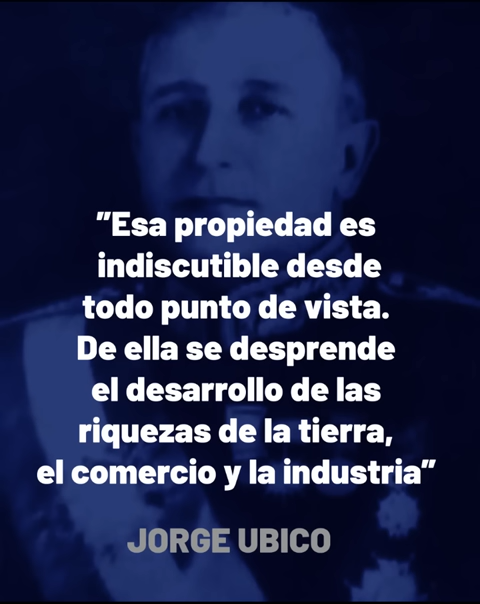 "Esa propiedad es
indiscutible desde
todo punto de vista.
De ella se desprende
el desarrollo de las
riquezas de la tierra,
el comercio y la industria"
JORGE UBICO